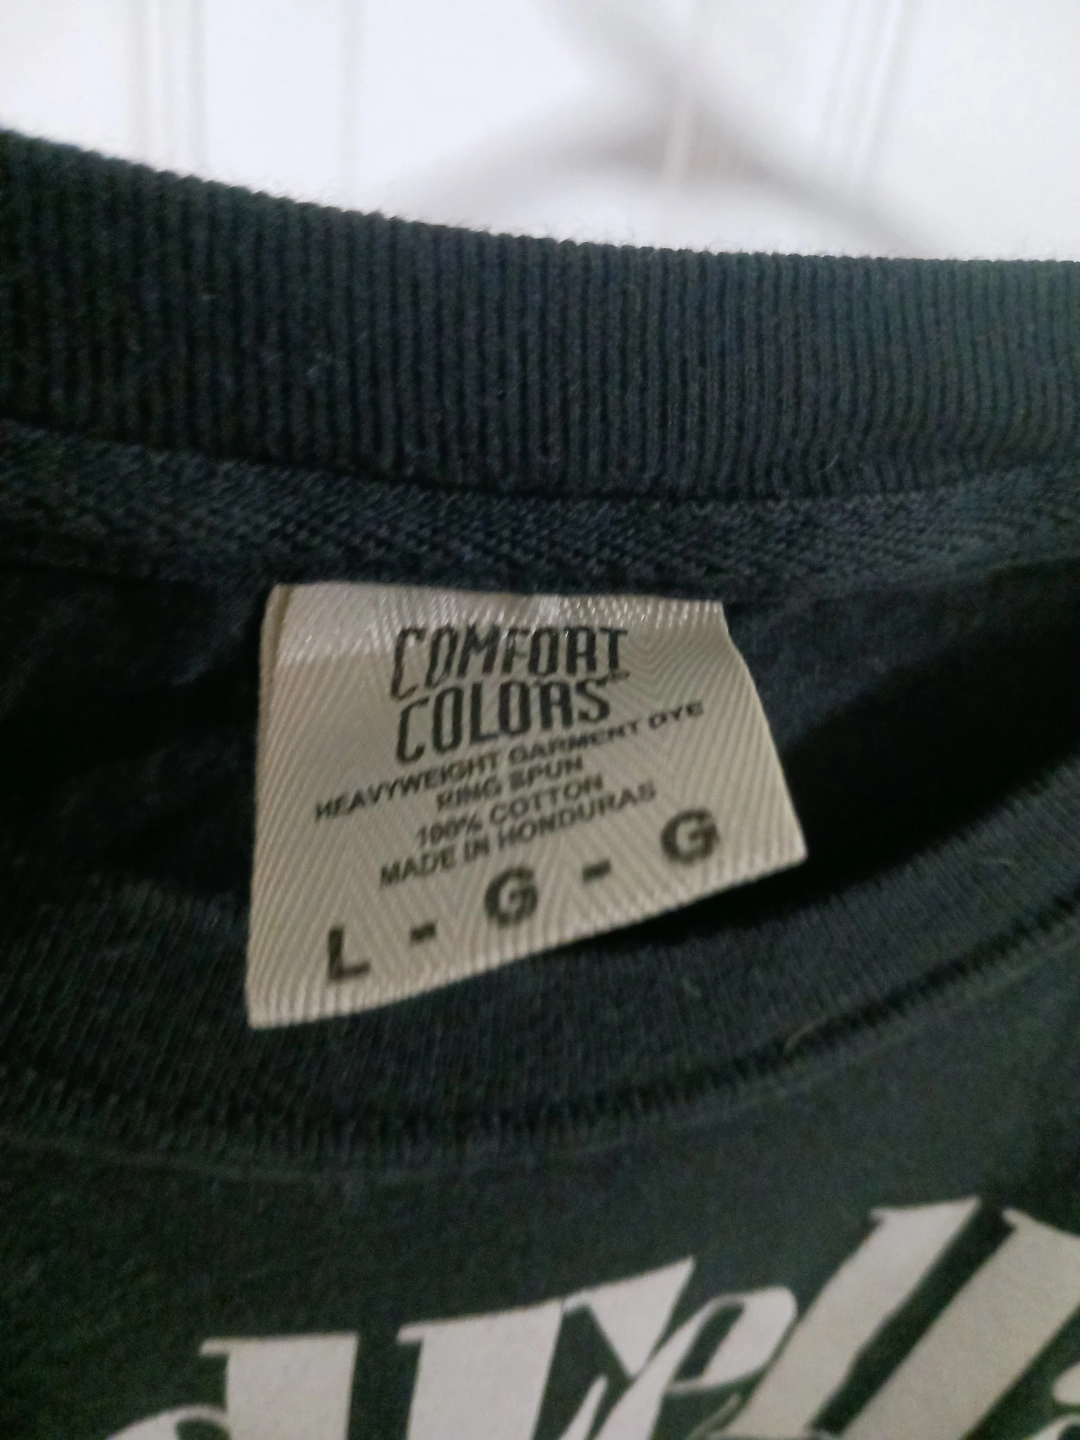 COMFORT
COLORS
HEAVYWEIGHT GARMENT DYE
RING SPUN
100% COTTON
MADE IN HONDURAS
L - G - G